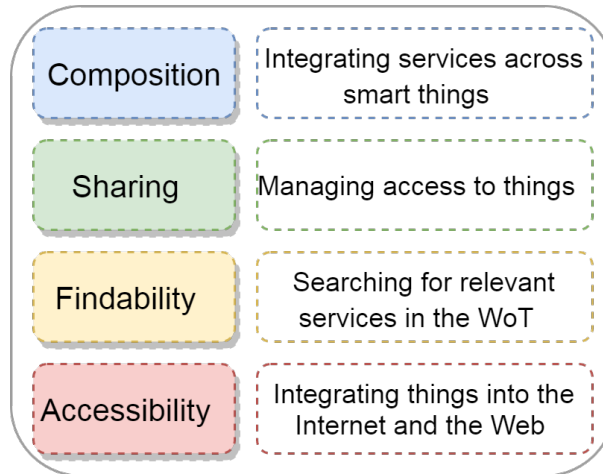 Composition
Integrating services across
smart things
Sharing
Managing access to things
Findability
Searching for relevant
services in the WoT
Accessibility
Integrating things into the
Internet and the Web